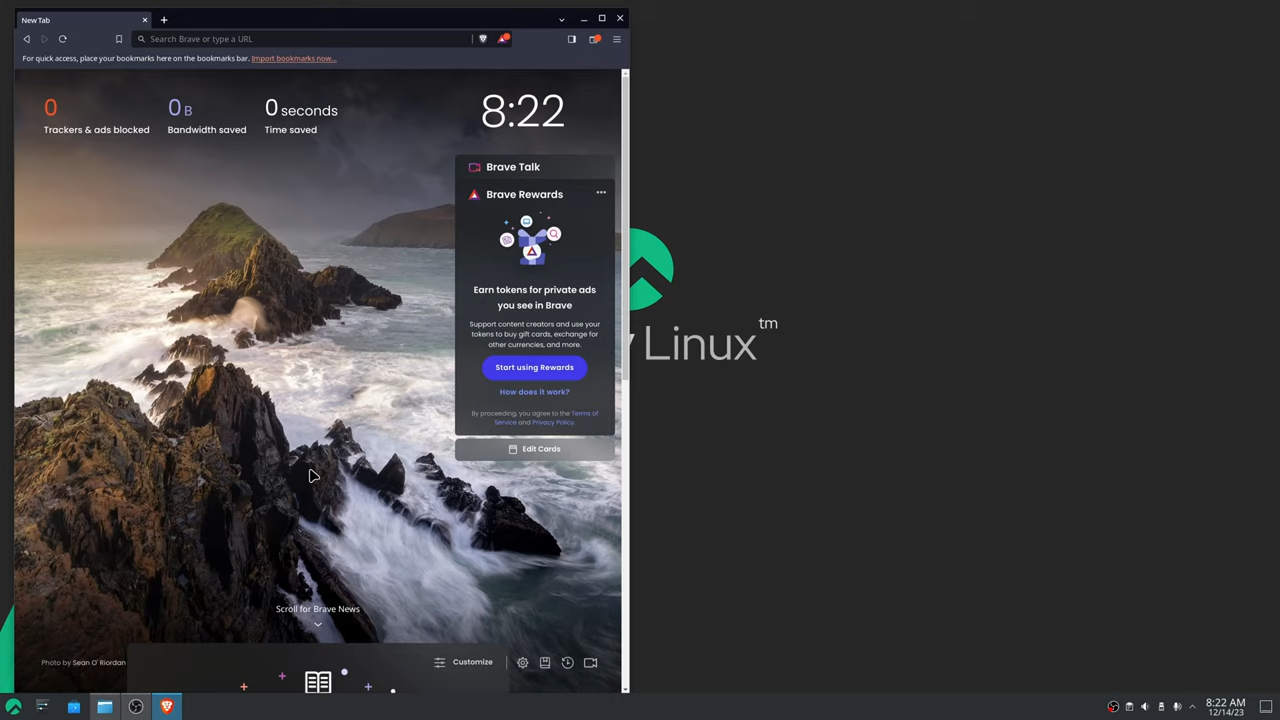 New Tab
Search Brave or type a URL
For quick access, place your bookmarks here on the bookmarks bar. Import bookmarks now...
0
Trackers & ads blocked
0 B
Bandwidth saved
0 seconds
Time saved
8:22
Brave Talk
Brave Rewards
Earn tokens for private ads
you see in Brave
Support content creators and use your
tokens to buy gift cards, exchange for
other currencies, and more.
Start using Rewards
How does it work?
By proceeding, you agree to the Terms of
Service and Privacy Policy.
Edit Cards
Linux™
Scroll for Brave News
Photo by Sean O' Riordan
Customize
8:22 AM
12/14/23